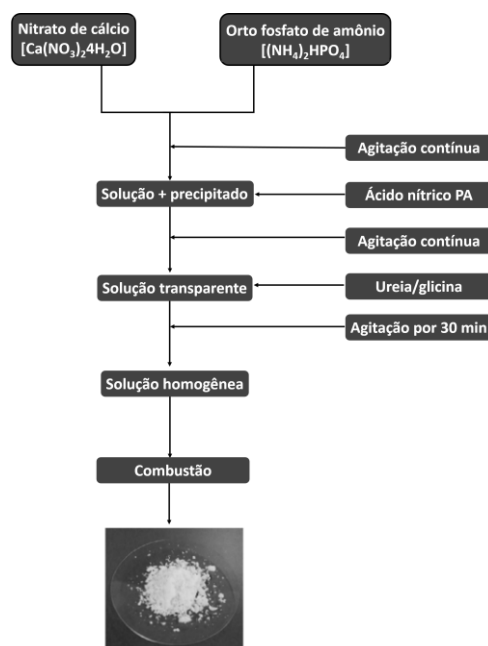 Nitrato de cálcio
[Ca(NO₃)₂4H₂O]
Orto fosfato de amônio
[(NH₄)₂HPO₄]
Agitação contínua
Solução + precipitado
Ácido nítrico PA
Agitação contínua
Solução transparente
Ureia/glicina
Agitação por 30 min
Solução homogênea
Combustão